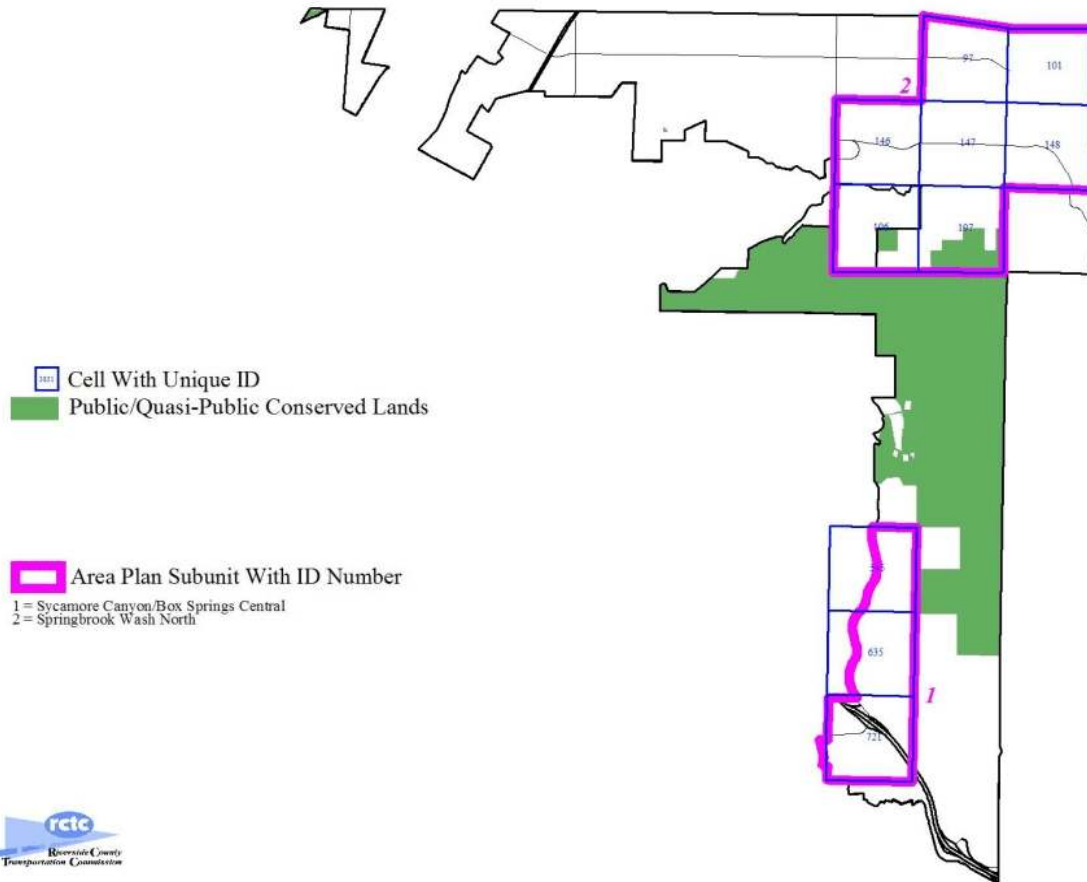 97
101
2
146
147
148
106
107
Cell With Unique ID
Public/Quasi-Public Conserved Lands
Area Plan Subunit With ID Number
1 = Sycamore Canyon/Box Springs Central
2 = Springbrook Wash North
635
1
721
rctc
Riverside County
Transportation Commission